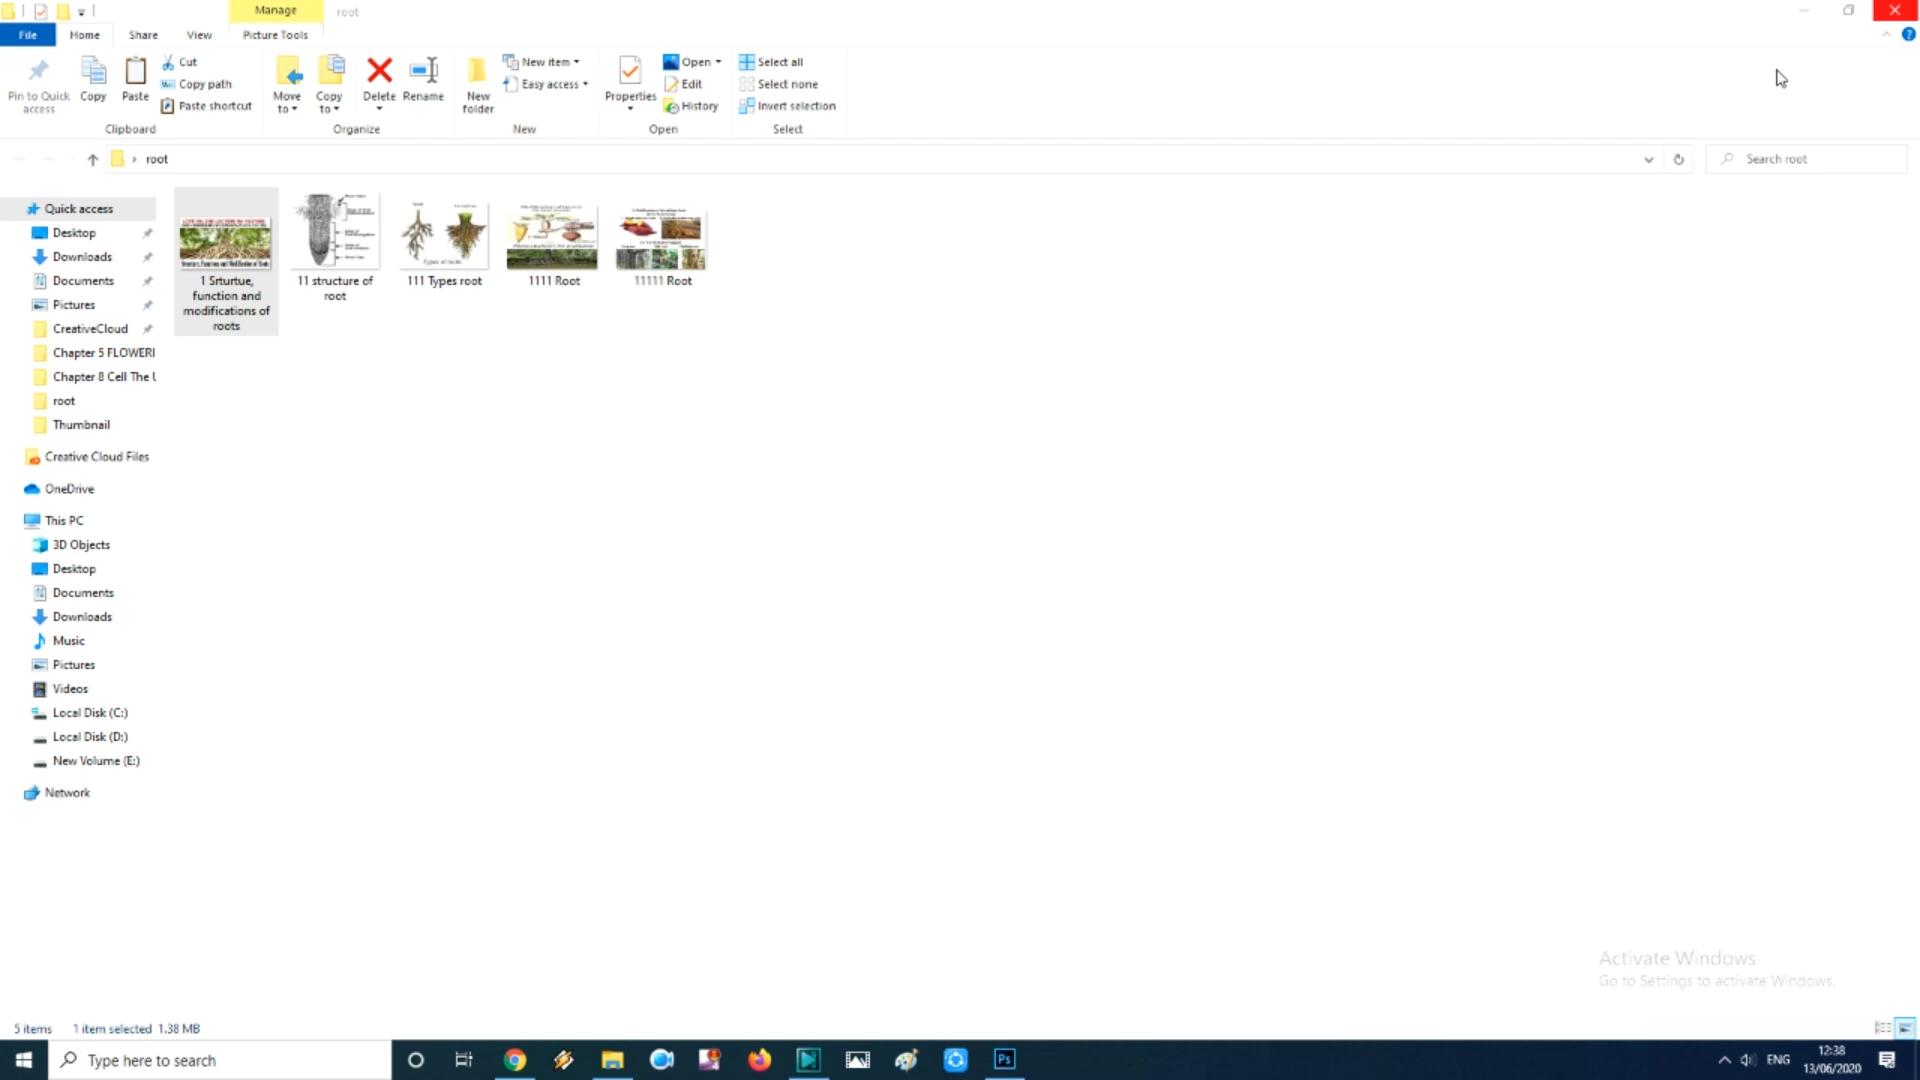 Manage
root
File
Home
Share
View
Picture Tools
Pin to Quick
access
Copy
Paste
Cut
Copy path
Paste shortcut
Clipboard
Move
to
Copy
to
Delete
Rename
Organize
New
folder
New item
Easy access
New
Properties
Open
Edit
History
Open
Select all
Select none
Invert selection
Select
root
Search root
Quick access
Desktop
Downloads
Documents
Pictures
CreativeCloud
Chapter 5 FLOWERI
Chapter 8 Cell The U
root
Thumbnail
Creative Cloud Files
OneDrive
This PC
3D Objects
Desktop
Documents
Downloads
Music
Pictures
Videos
Local Disk (C:)
Local Disk (D:)
New Volume (E:)
Network
1 Srturtue,
function and
modifications of
roots
11 structure of
root
111 Types root
1111 Root
11111 Root
Activate Windows
Go to Settings to activate Windows.
5 items
1 item selected 1.38 MB
Type here to search
Ps
ENG
12:38
13/06/2020